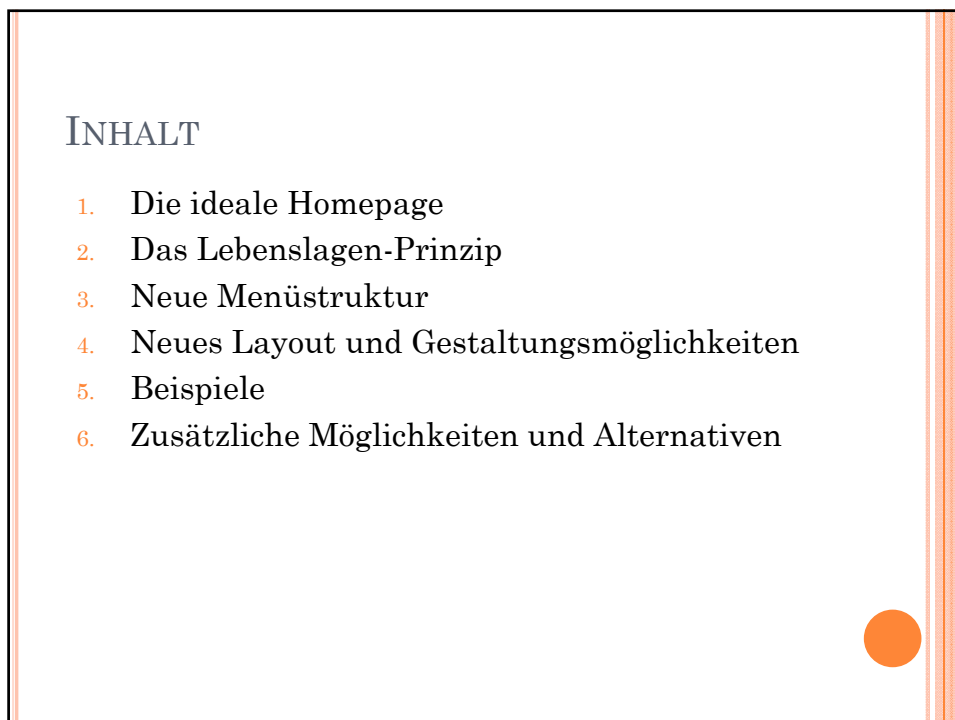 INHALT
1. Die ideale Homepage
2. Das Lebenslagen-Prinzip
3. Neue Menüstruktur
4. Neues Layout und Gestaltungsmöglichkeiten
5. Beispiele
6. Zusätzliche Möglichkeiten und Alternativen